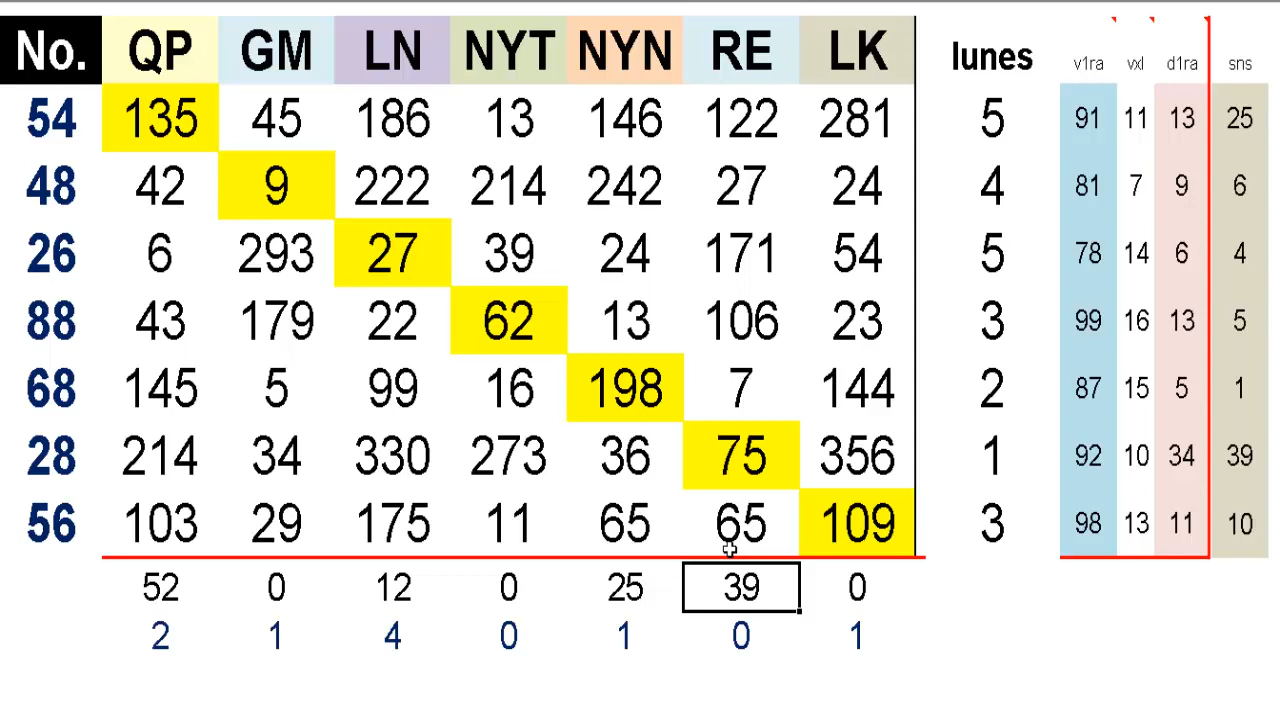 No. QP GM LN NYT NYN RE LK lunes v1ra vxl d1ra sns
54 135 45 186 13 146 122 281 5 91 11 13 25
48 42 9 222 214 242 27 24 4 81 7 9 6
26 6 293 27 39 24 171 54 5 78 14 6 4
88 43 179 22 62 13 106 23 3 99 16 13 5
68 145 5 99 16 198 7 144 2 87 15 5 1
28 214 34 330 273 36 75 356 1 92 10 34 39
56 103 29 175 11 65 65 109 3 98 13 11 10
52 0 12 0 25 39 0
2 1 4 0 1 0 1